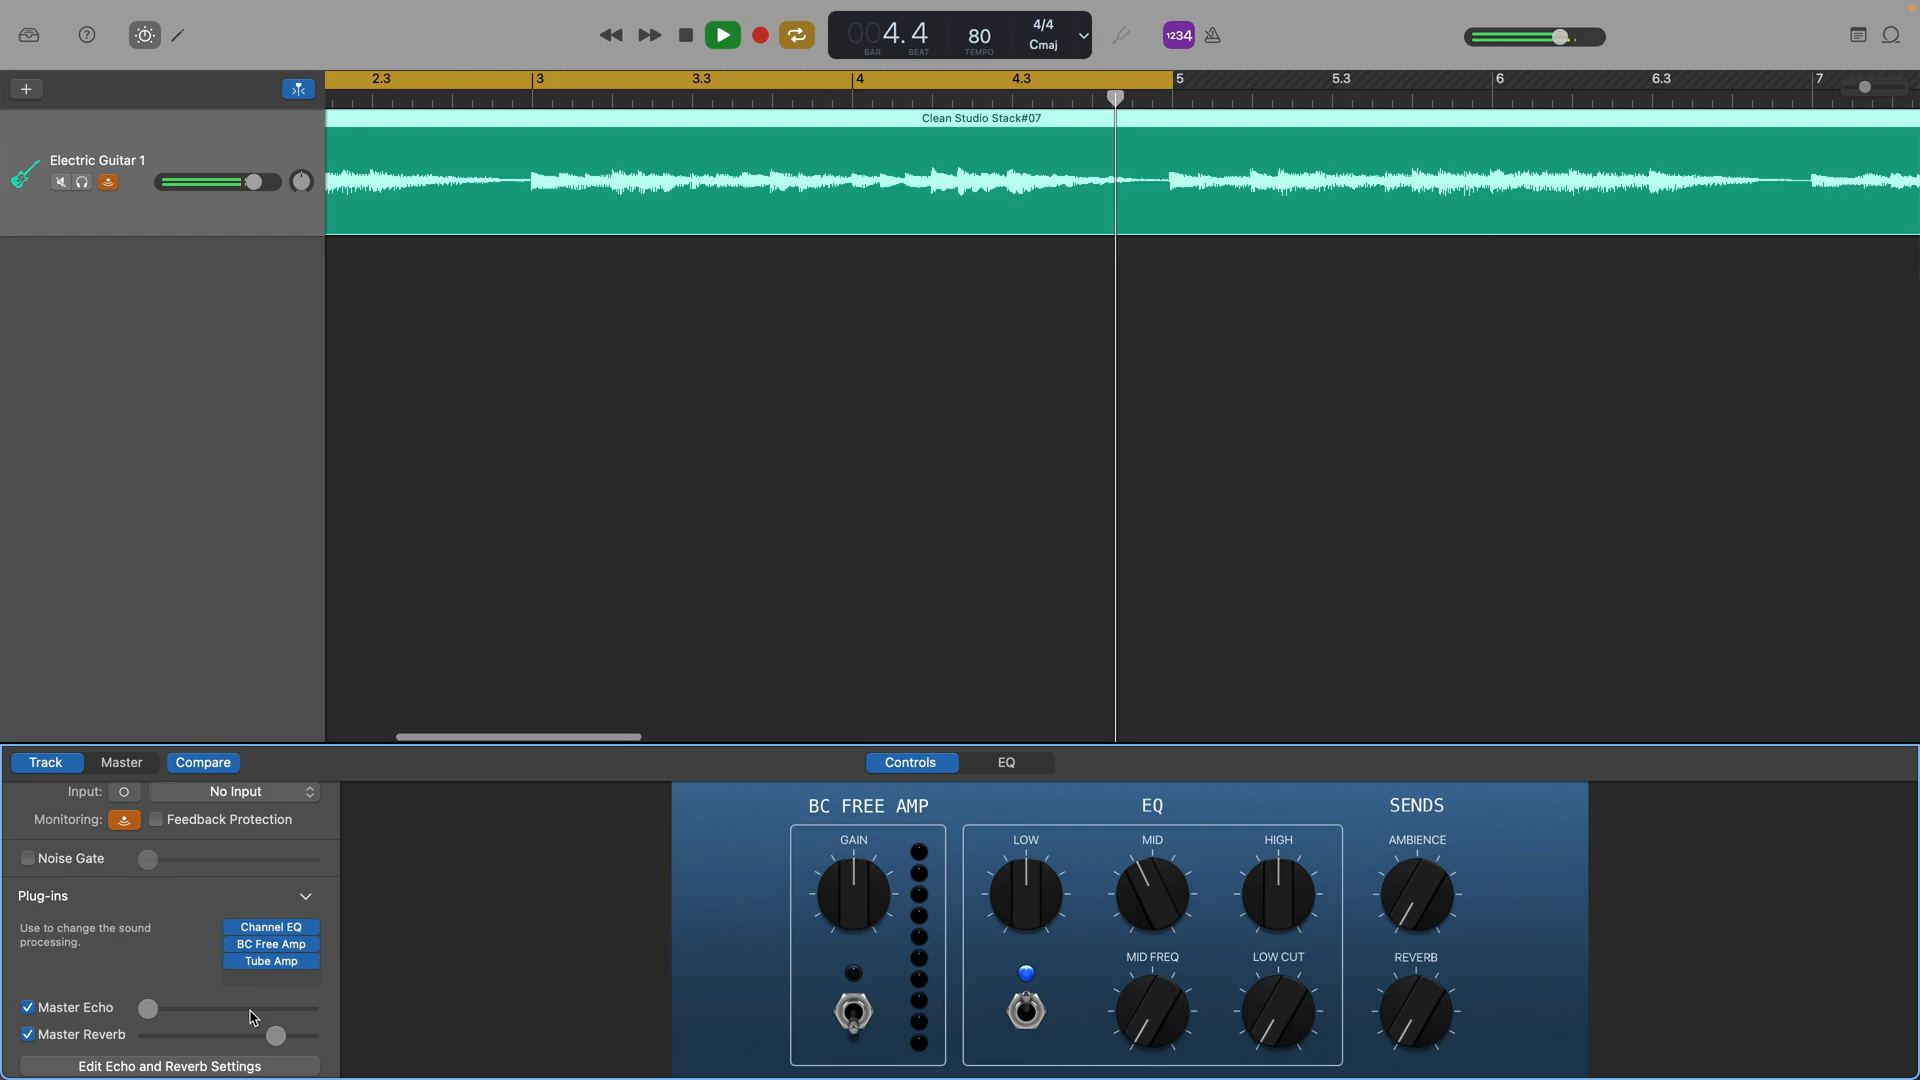 004.4
BAR
BEAT
80
TEMPO
4/4
Cmaj
1234
2.3
3
3.3
4
4.3
5
5.3
6
6.3
7
Clean Studio Stack#07
Electric Guitar 1
Track
Master
Compare
Controls
EQ
Input:
No Input
Monitoring:
Feedback Protection
Noise Gate
Plug-ins
Use to change the sound
processing.
Channel EQ
BC Free Amp
Tube Amp
Master Echo
Master Reverb
Edit Echo and Reverb Settings
BC FREE AMP
EQ
SENDS
GAIN
LOW
MID
HIGH
AMBIENCE
MID FREQ
LOW CUT
REVERB